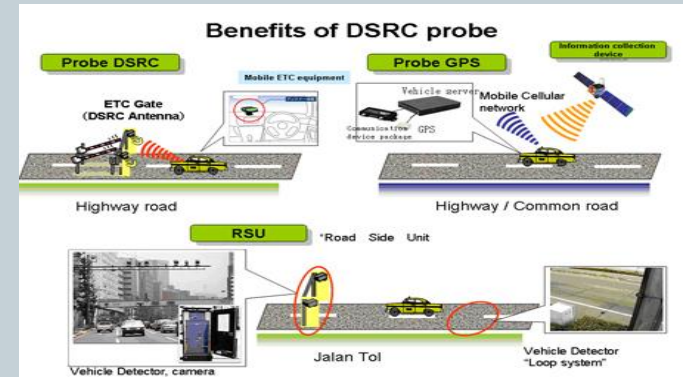 Benefits of DSRC probe
Probe DSRC
Mobile ETC equipment
ETC Gate
(DSRC Antenna)
Highway road
Probe GPS
Information collection
device
Vehicle server
Mobile Cellular
network
Communication
device package
GPS
Highway / Common road
RSU
*Road Side Unit
Jalan Tol
Vehicle Detector, camera
Vehicle Detector
"Loop system"